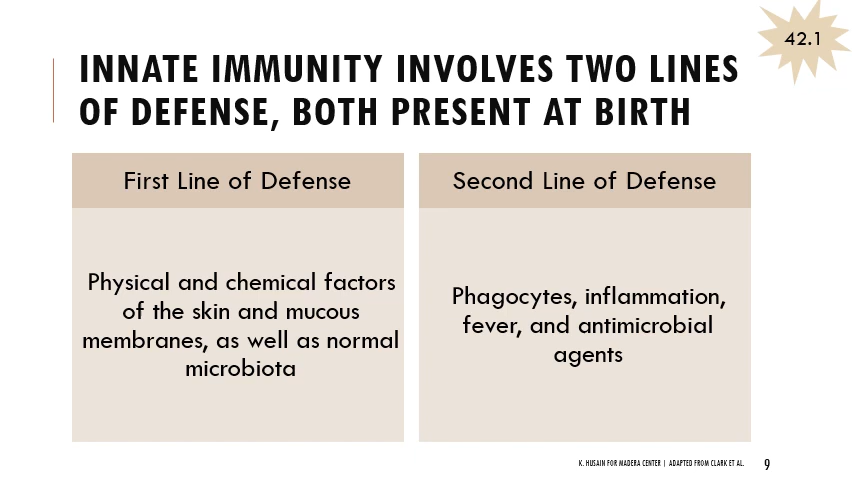 42.1
INNATE IMMUNITY INVOLVES TWO LINES
OF DEFENSE, BOTH PRESENT AT BIRTH
First Line of Defense
Physical and chemical factors
of the skin and mucous
membranes, as well as normal
microbiota
Second Line of Defense
Phagocytes, inflammation,
fever, and antimicrobial
agents
K. HUSAIN FOR MADERA CENTER | ADAPTED FROM CLARK ET AL.
9